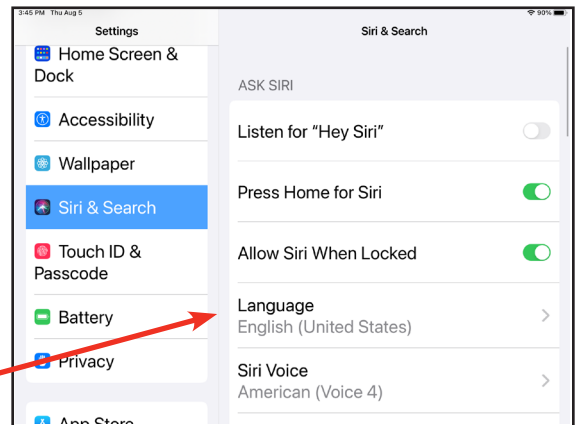 3:45 PM Thu Aug 5
90%
Settings
Home Screen &
Dock
Accessibility
Wallpaper
Siri & Search
Touch ID &
Passcode
Battery
Privacy
App Store
Siri & Search
ASK SIRI
Listen for “Hey Siri”
Press Home for Siri
Allow Siri When Locked
Language
English (United States)
Siri Voice
American (Voice 4)